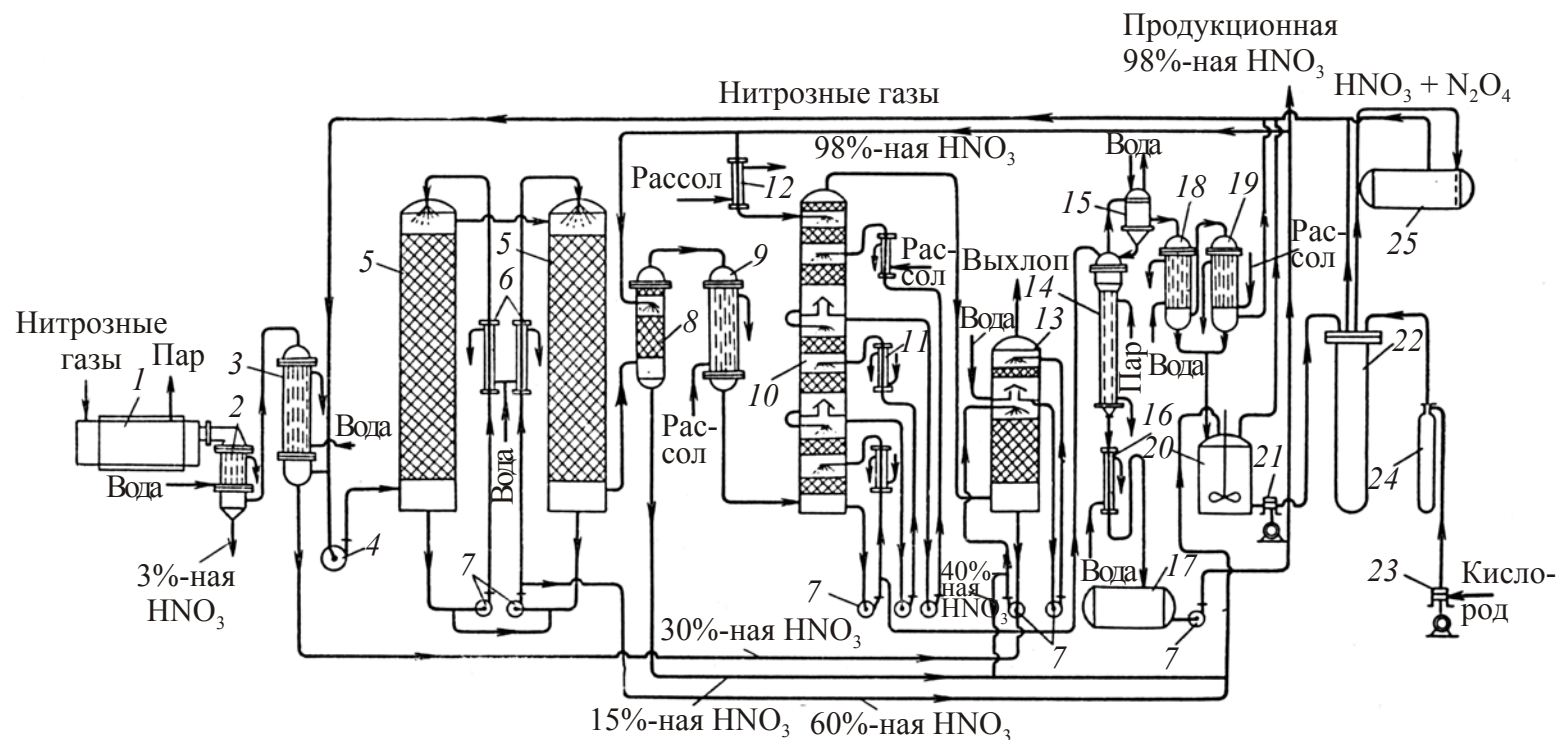 Продукционная
98%-ная HNO₃
HNO₃ + N₂O₄
Нитрозные газы
98%-ная HNO₃
Вода
Рассол
12
18
19
15
25
5
5
6
9
Рас-
сол
Выхлоп
14
Рас-
сол
8
Нитрозные
газы
Пар
3
Вода
13
11
22
10
Пар
Вода
1
2
Вода
Рас-
сол
16
Вода
Вода
20
21
24
4
3%-ная
HNO₃
7
7
40%-
ная
HNO₃
Вода
17
23
Кисло-
род
30%-ная HNO₃
7
7
15%-ная HNO₃
60%-ная HNO₃